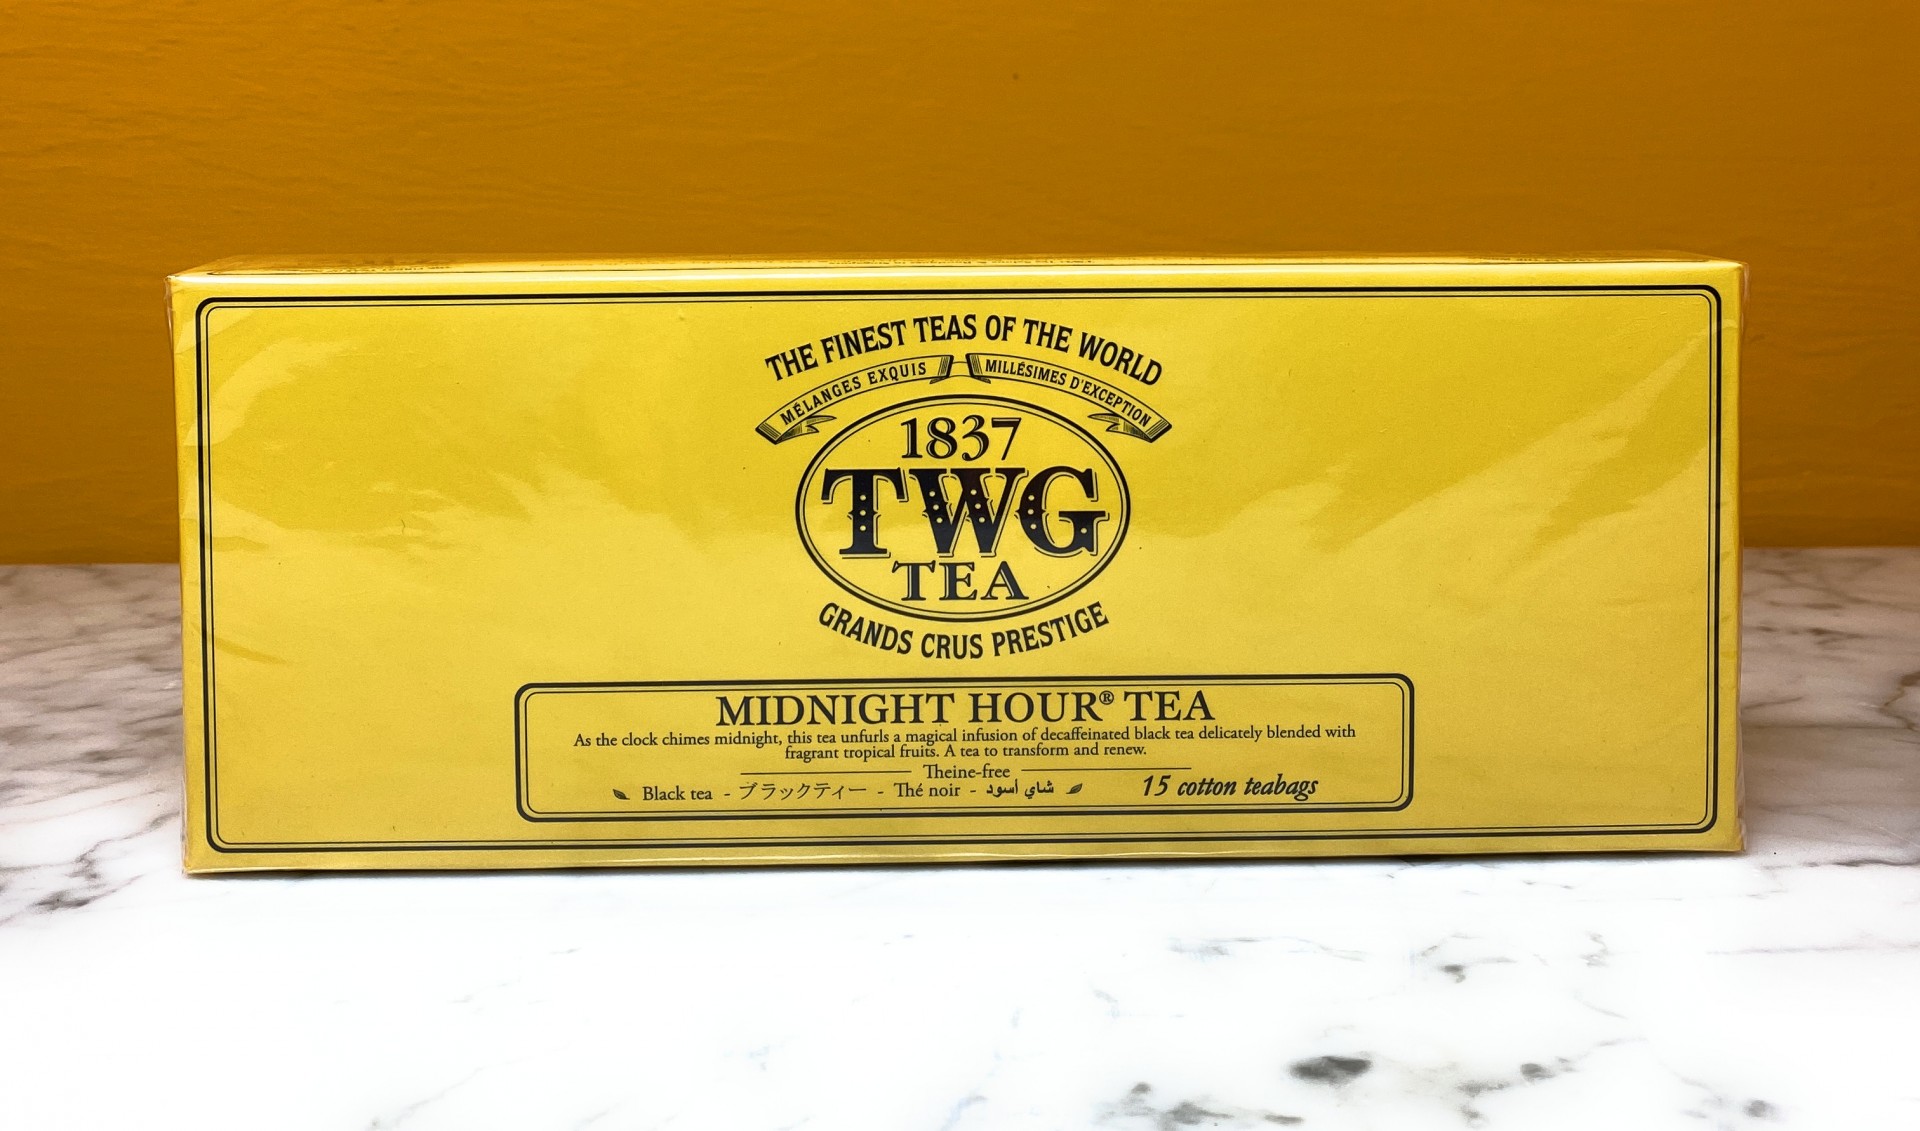 THE FINEST TEAS OF THE WORLD
MÉLANGES EXQUIS MILLÉSIMES D'EXCEPTION
1837
TWG
TEA
GRANDS CRUS PRESTIGE
MIDNIGHT HOUR® TEA
As the clock chimes midnight, this tea unfurls a magical infusion of decaffeinated black tea delicately blended with
fragrant tropical fruits. A tea to transform and renew.
Theine-free
Black tea - ブラックティー - Thé noir - شاي أسود
15 cotton teabags